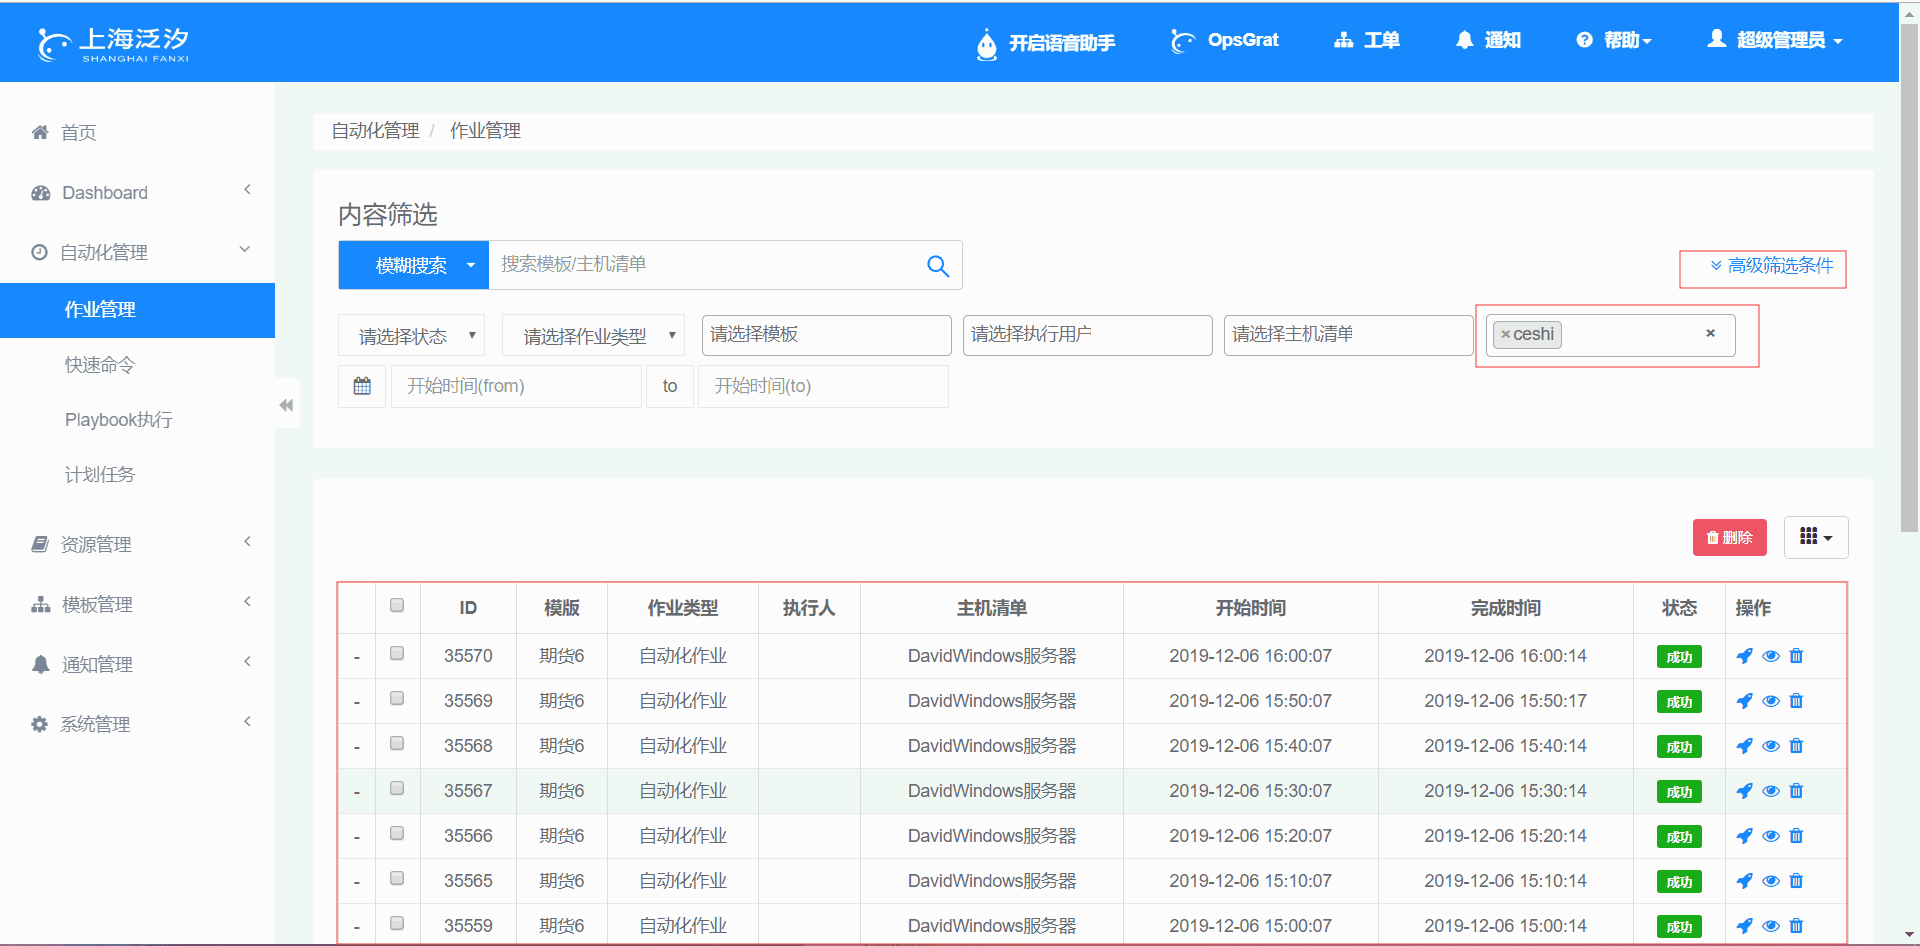 上海泛汐
SHANGHAI FANXI
开启语音助手
OpsGrat
工单
通知
帮助
超级管理员
首页
Dashboard
自动化管理
作业管理
快速命令
Playbook执行
计划任务
资源管理
模板管理
通知管理
系统管理
自动化管理 / 作业管理
内容筛选
模糊搜索 搜索模板/主机清单
高级筛选条件
请选择状态 请选择作业类型 请选择模板 请选择执行用户 请选择主机清单 ×ceshi ×
开始时间(from) to 开始时间(to)
删除
ID 模版 作业类型 执行人 主机清单 开始时间 完成时间 状态 操作
- 35570 期货6 自动化作业 DavidWindows服务器 2019-12-06 16:00:07 2019-12-06 16:00:14 成功
- 35569 期货6 自动化作业 DavidWindows服务器 2019-12-06 15:50:07 2019-12-06 15:50:17 成功
- 35568 期货6 自动化作业 DavidWindows服务器 2019-12-06 15:40:07 2019-12-06 15:40:14 成功
- 35567 期货6 自动化作业 DavidWindows服务器 2019-12-06 15:30:07 2019-12-06 15:30:14 成功
- 35566 期货6 自动化作业 DavidWindows服务器 2019-12-06 15:20:07 2019-12-06 15:20:14 成功
- 35565 期货6 自动化作业 DavidWindows服务器 2019-12-06 15:10:07 2019-12-06 15:10:14 成功
- 35559 期货6 自动化作业 DavidWindows服务器 2019-12-06 15:00:07 2019-12-06 15:00:14 成功